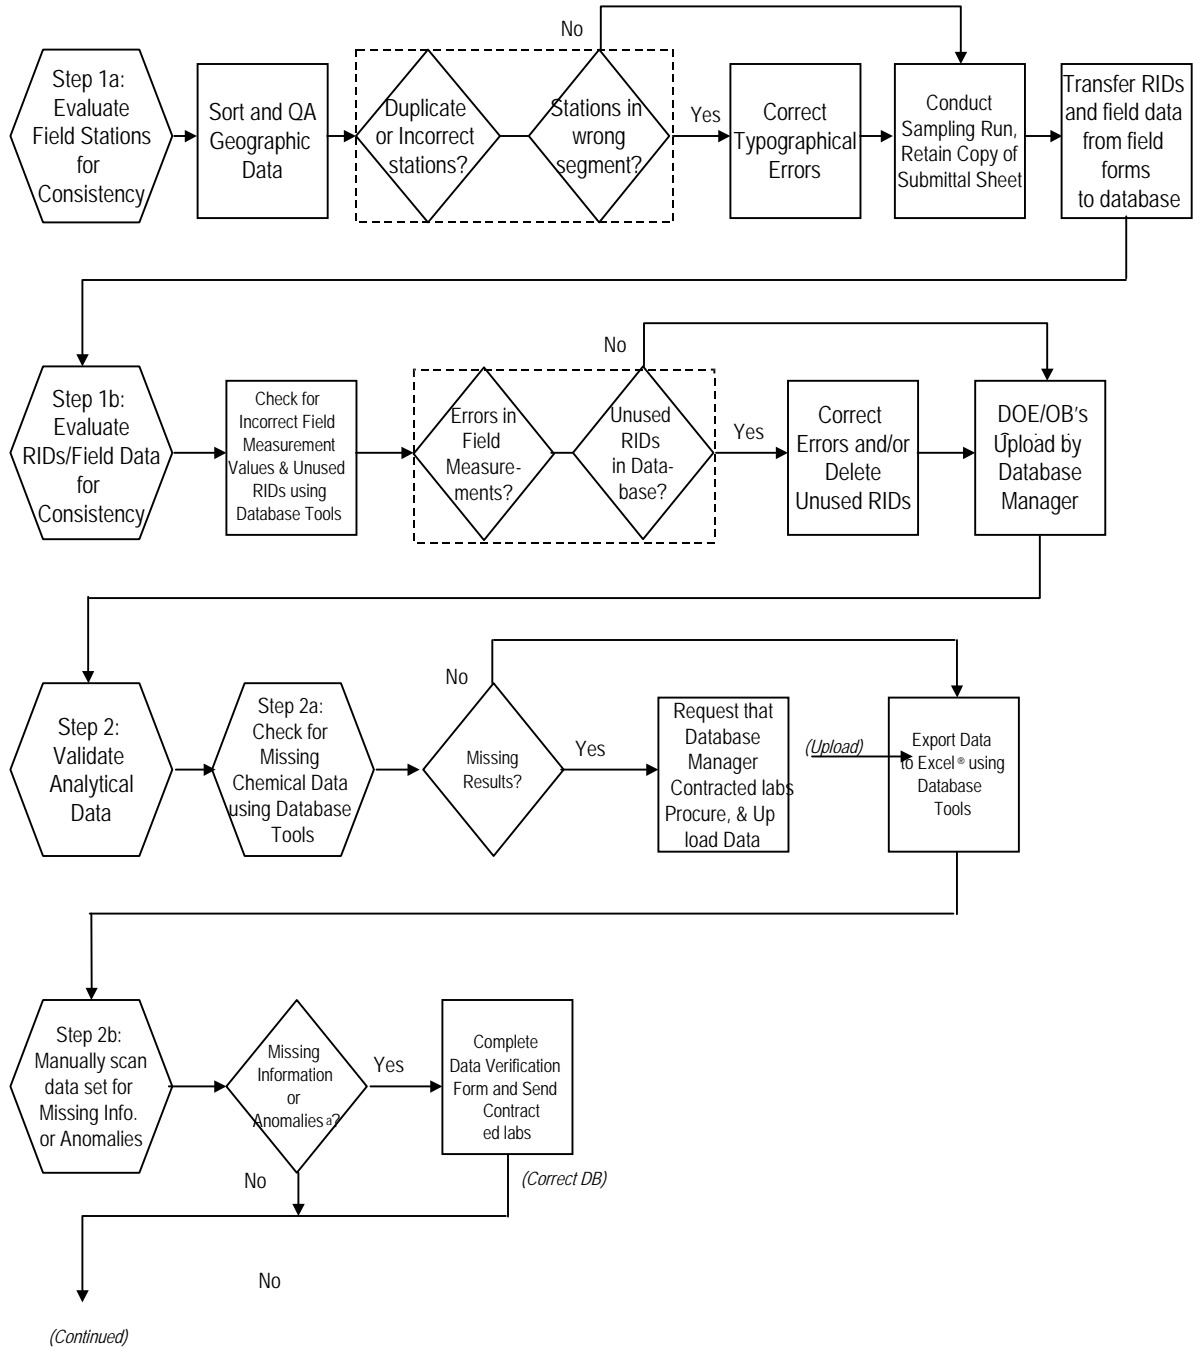 No
Step 1a:
Evaluate
Field Stations
for
Consistency
Sort and QA
Geographic
Data
Duplicate
or Incorrect
stations?
Stations in
wrong
segment?
Yes
Correct
Typographical
Errors
Conduct
Sampling Run,
Retain Copy of
Submittal Sheet
Transfer RIDs
and field data
from field
forms
to database
No
Step 1b:
Evaluate
RIDs/Field Data
for
Consistency
Check for
Incorrect Field
Measurement
Values & Unused
RIDs using
Database Tools
Errors in
Field
Measure-
ments?
Unused
RIDs
in Data-
base?
Yes
Correct
Errors and/or
Delete
Unused RIDs
DOE/OB's
Upload by
Database
Manager
No
Step 2:
Validate
Analytical
Data
Step 2a:
Check for
Missing
Chemical Data
using Database
Tools
Missing
Results?
Yes
Request that
Database
Manager
Contracted labs
Procure, & Up
load Data
(Upload)
Export Data
to Excel ® using
Database
Tools
Step 2b:
Manually scan
data set for
Missing Info.
or Anomalies
Missing
Information
or
Anomalies a?
Yes
Complete
Data Verification
Form and Send
Contract
ed labs
No
(Correct DB)
No
(Continued)